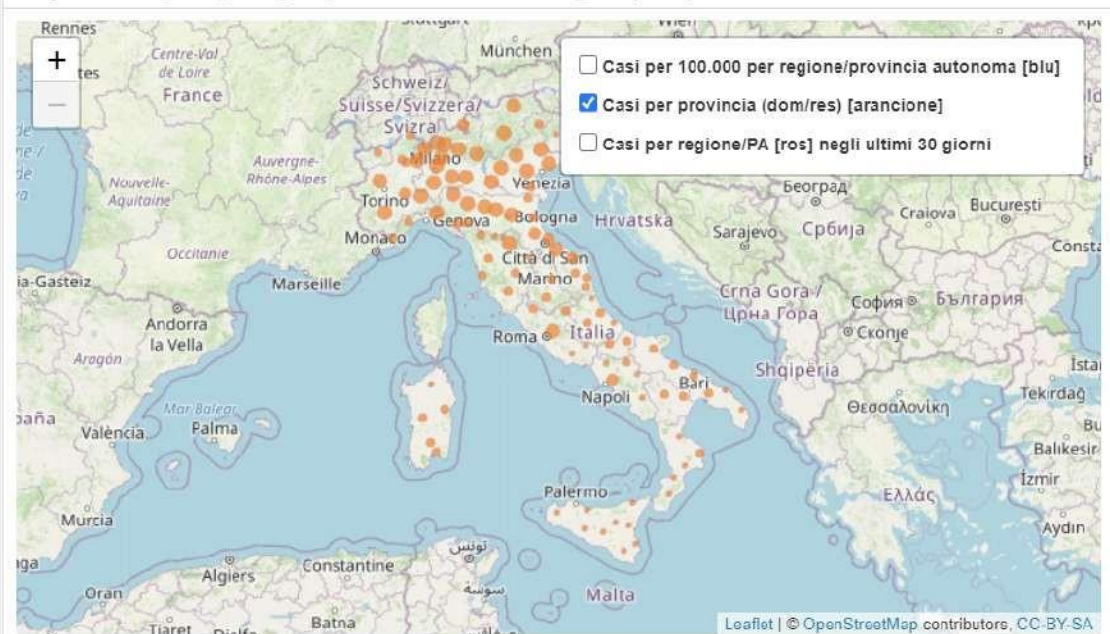 Rennes
Stuttgart
Wien
Centre-Val
de Loire
France
München
+
−
Schweiz/
Suisse/Svizzera/
Svizra
Casi per 100.000 per regione/provincia autonoma [blu]
Casi per provincia (dom/res) [arancione]
Casi per regione/PA [ros] negli ultimi 30 giorni
Nouvelle-
Aquitaine
Auvergne-
Rhône-Alpes
Milano
Venezia
Torino
Genova
Bologna
Hrvatska
Београд
Sarajevo
Србија
Craiova
București
Monaco
Occitanie
Marseille
Città di San
Marino
Crna Gora /
Црна Гора
София
България
Скопје
Andorra
la Vella
Aragón
Roma
Italia
Shqipëria
Napoli
Bari
Θεσσαλονίκη
Tekirdağ
València
Mar Balear
Palma
Balıkesir
İzmir
Palermo
Ελλάς
Aydın
Murcia
تونس
سوسة
Constantine
Algiers
Oran
Malta
Batna
Tiaret
Leaflet | © OpenStreetMap contributors, CC-BY-SA